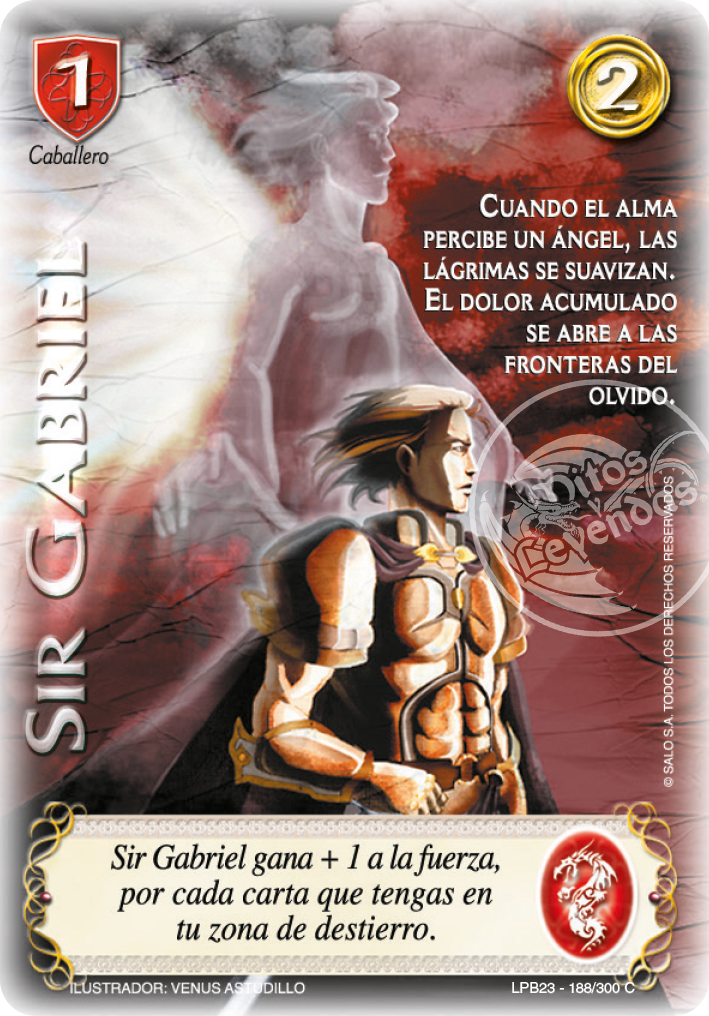 1
2
Caballero
Sir Gabriel
Cuando el alma
percibe un ángel, las
lágrimas se suavizan.
El dolor acumulado
se abre a las
fronteras del
olvido.
Mitos
y
Leyendas
© SALO S.A. TODOS LOS DERECHOS RESERVADOS
Sir Gabriel gana + 1 a la fuerza,
por cada carta que tengas en
tu zona de destierro.
ILUSTRADOR: VENUS ASTUDILLO
LPB23 - 188/300 C